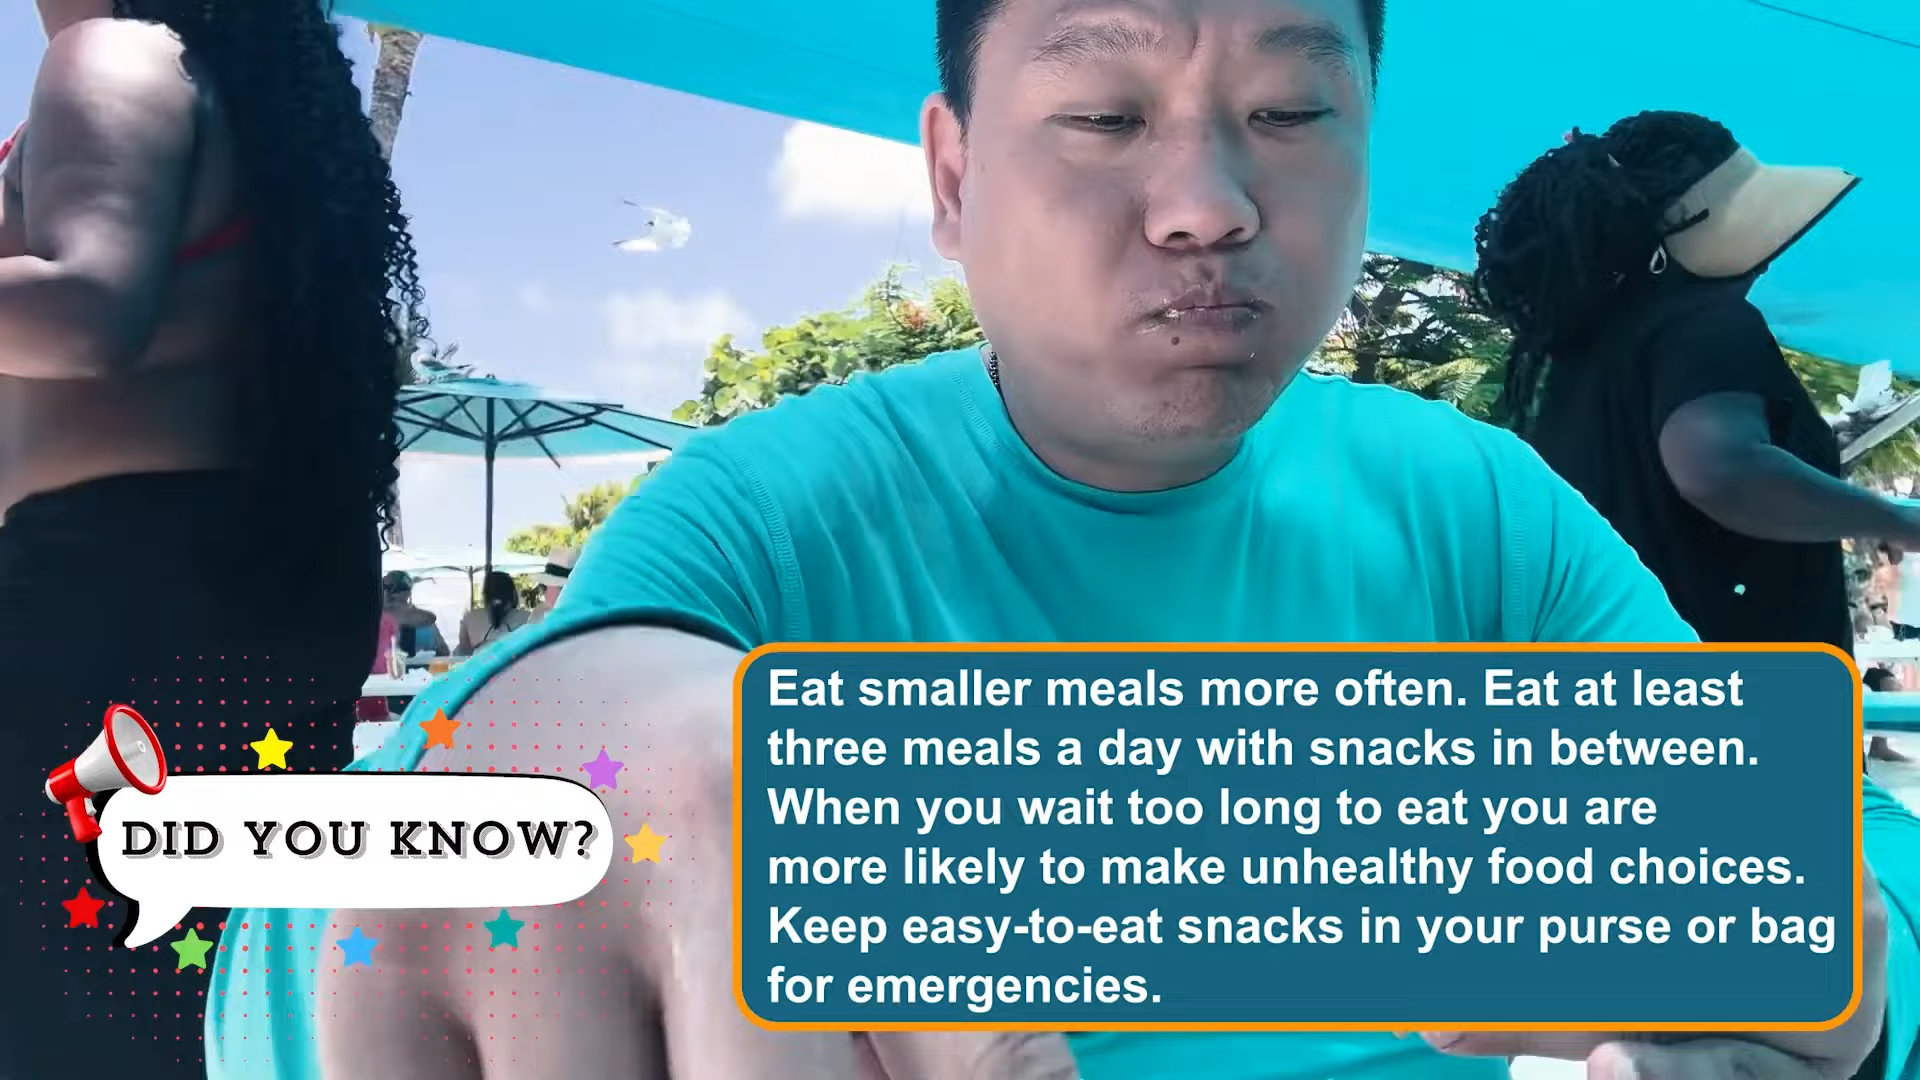 DID YOU KNOW?
Eat smaller meals more often. Eat at least
three meals a day with snacks in between.
When you wait too long to eat you are
more likely to make unhealthy food choices.
Keep easy-to-eat snacks in your purse or bag
for emergencies.